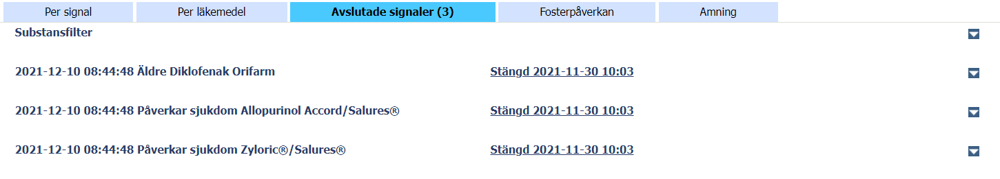 Per signal Per läkemedel Avslutade signaler (3) Fosterpåverkan Amning
Substansfilter
2021-12-10 08:44:48 Äldre Diklofenak Orifarm Stängd 2021-11-30 10:03
2021-12-10 08:44:48 Påverkar sjukdom Allopurinol Accord/Salures® Stängd 2021-11-30 10:03
2021-12-10 08:44:48 Påverkar sjukdom Zyloric®/Salures® Stängd 2021-11-30 10:03